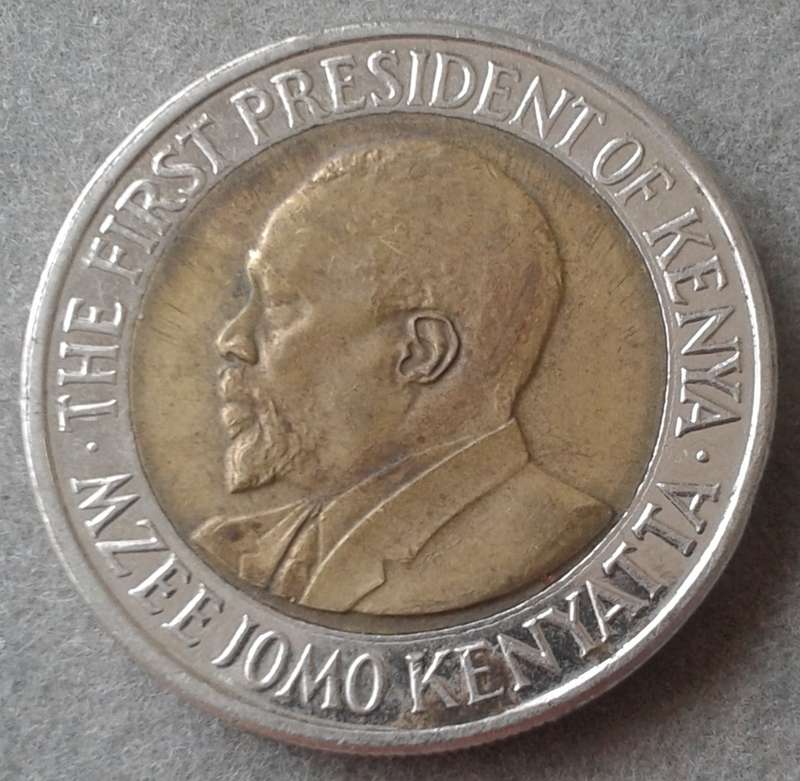 · THE FIRST PRESIDENT OF KENYA ·
MZEE JOMO KENYATTA